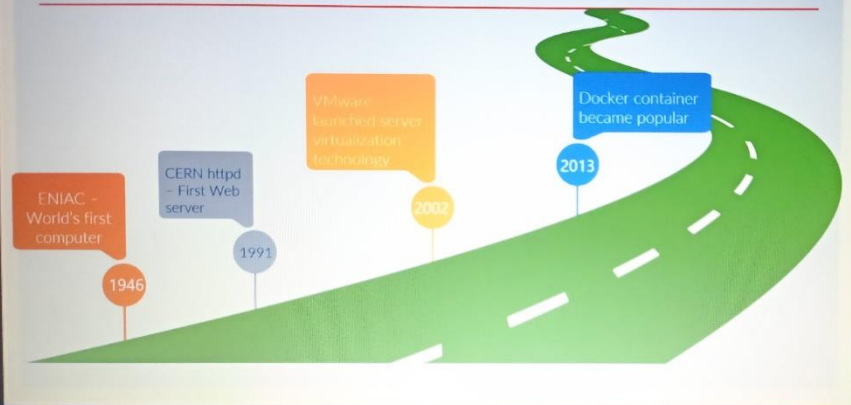 ENIAC –
World's first
computer
1946
CERN httpd
– First Web
server
1991
VMware
launched server
virtualization
technology
2002
Docker container
became popular
2013